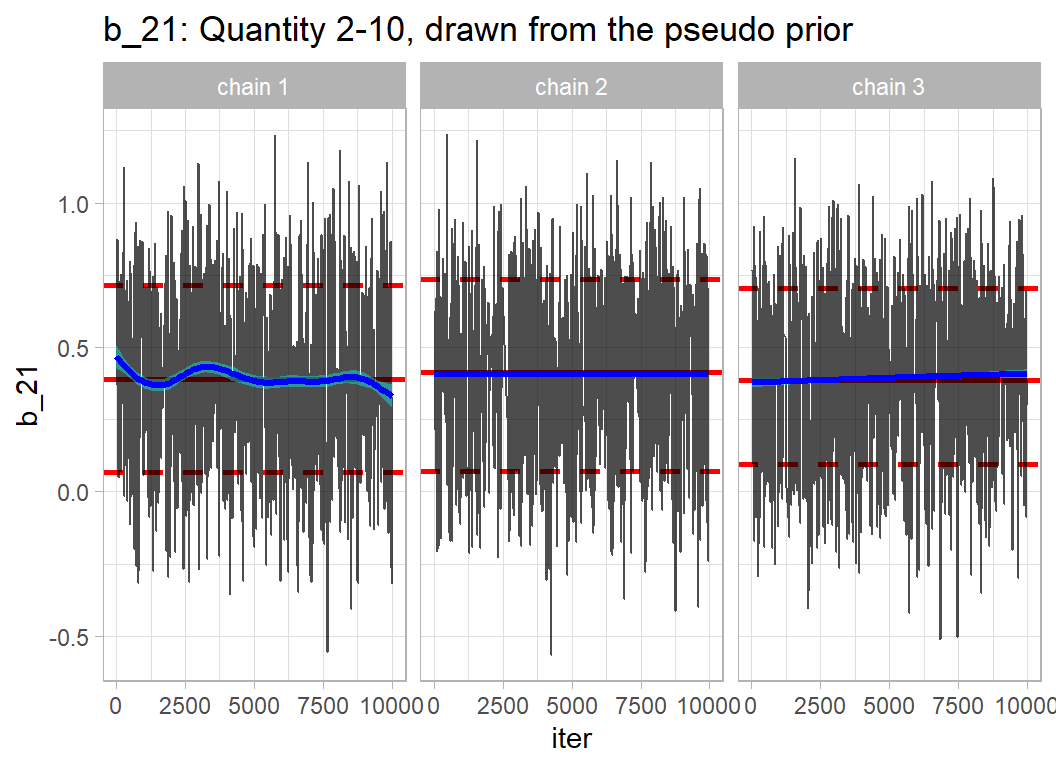 b_21: Quantity 2-10, drawn from the pseudo prior
chain 1
chain 2
chain 3
b_21
1.0
0.5
0.0
-0.5
0 2500 5000 7500 10000
0 2500 5000 7500 10000
0 2500 5000 7500 10000
iter